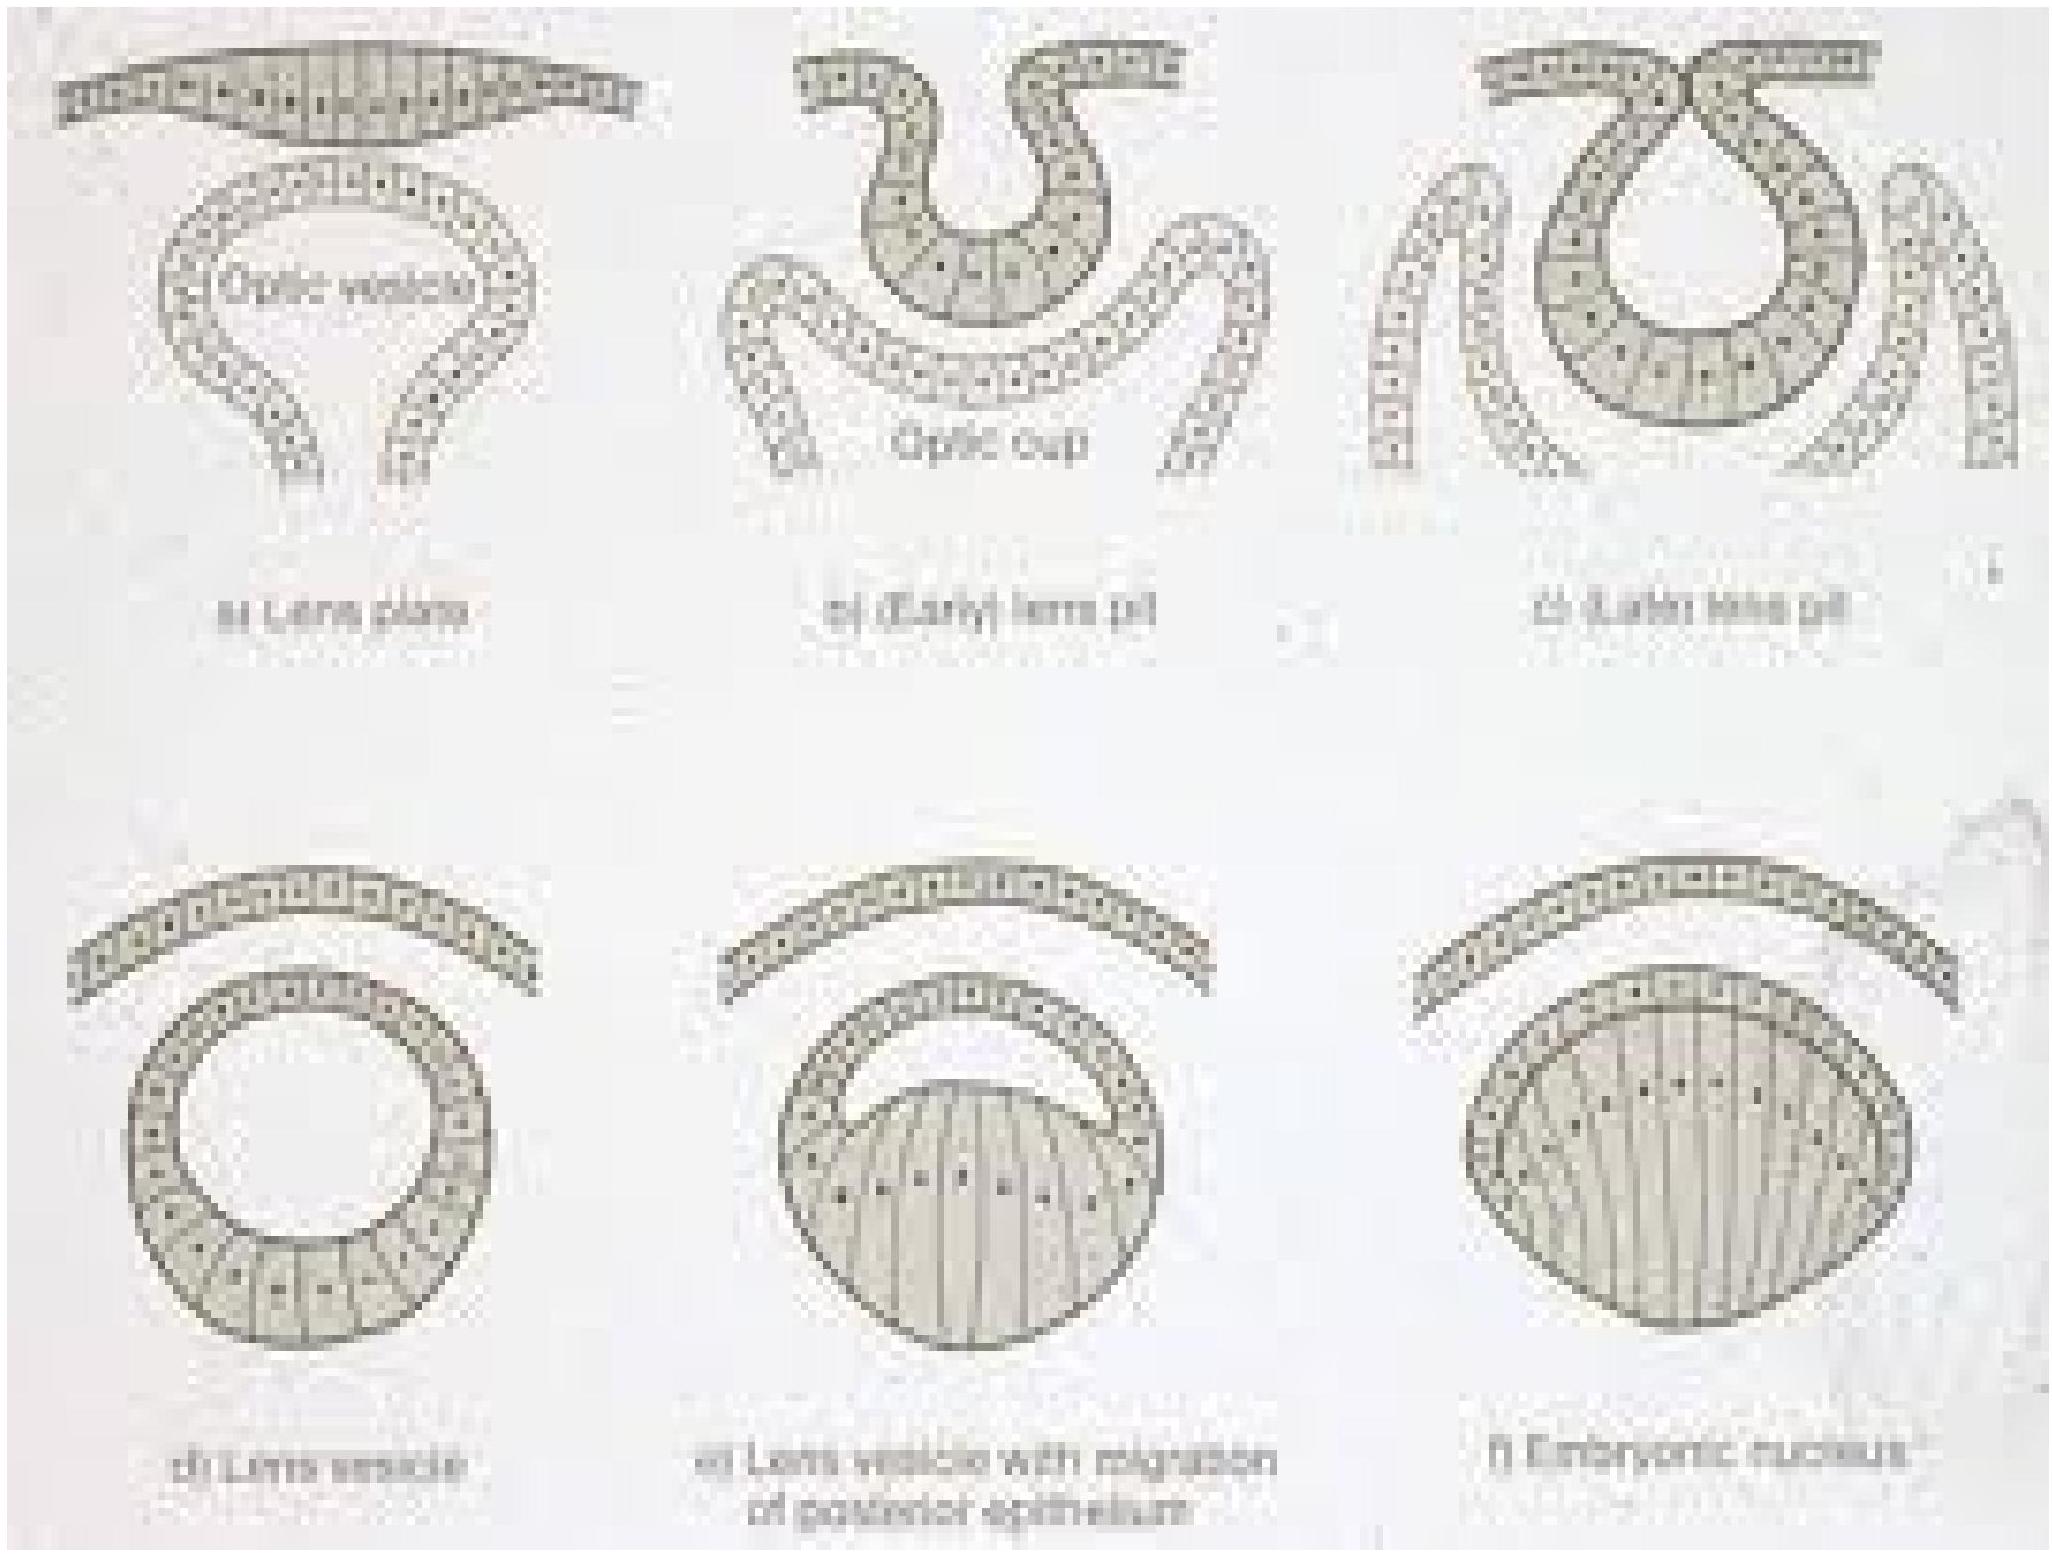 Optic vesicle
Optic cup
a) Lens plate
b) (Early) lens pit
c) (Late) lens pit
d) Lens vesicle
e) Lens vesicle with migration
of posterior epithelium
f) Embryonic nucleus